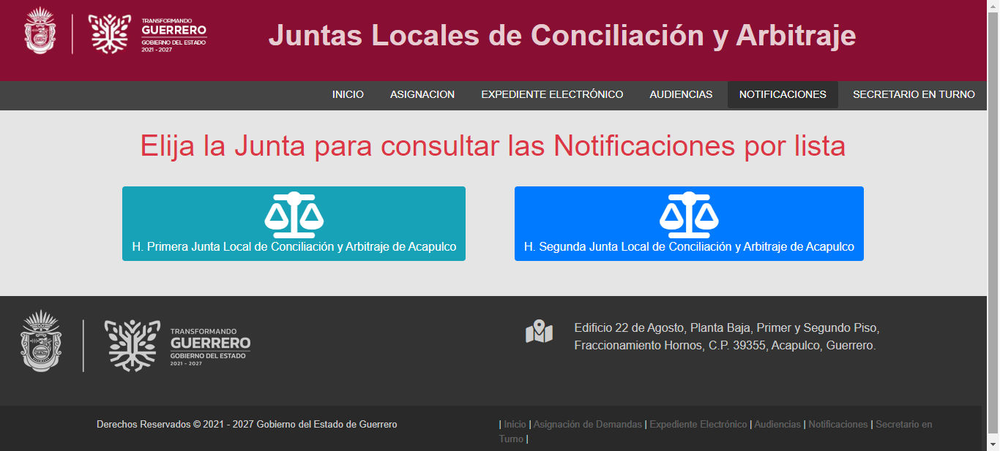 TRANSFORMANDO
GUERRERO
GOBIERNO DEL ESTADO
2021 - 2027
Juntas Locales de Conciliación y Arbitraje
INICIO ASIGNACION EXPEDIENTE ELECTRÓNICO AUDIENCIAS NOTIFICACIONES SECRETARIO EN TURNO
Elija la Junta para consultar las Notificaciones por lista
H. Primera Junta Local de Conciliación y Arbitraje de Acapulco
H. Segunda Junta Local de Conciliación y Arbitraje de Acapulco
TRANSFORMANDO
GUERRERO
GOBIERNO DEL ESTADO
2021 - 2027
Edificio 22 de Agosto, Planta Baja, Primer y Segundo Piso,
Fraccionamiento Hornos, C.P. 39355, Acapulco, Guerrero.
Derechos Reservados © 2021 - 2027 Gobierno del Estado de Guerrero
| Inicio | Asignación de Demandas | Expediente Electrónico | Audiencias | Notificaciones | Secretario en
Turno |